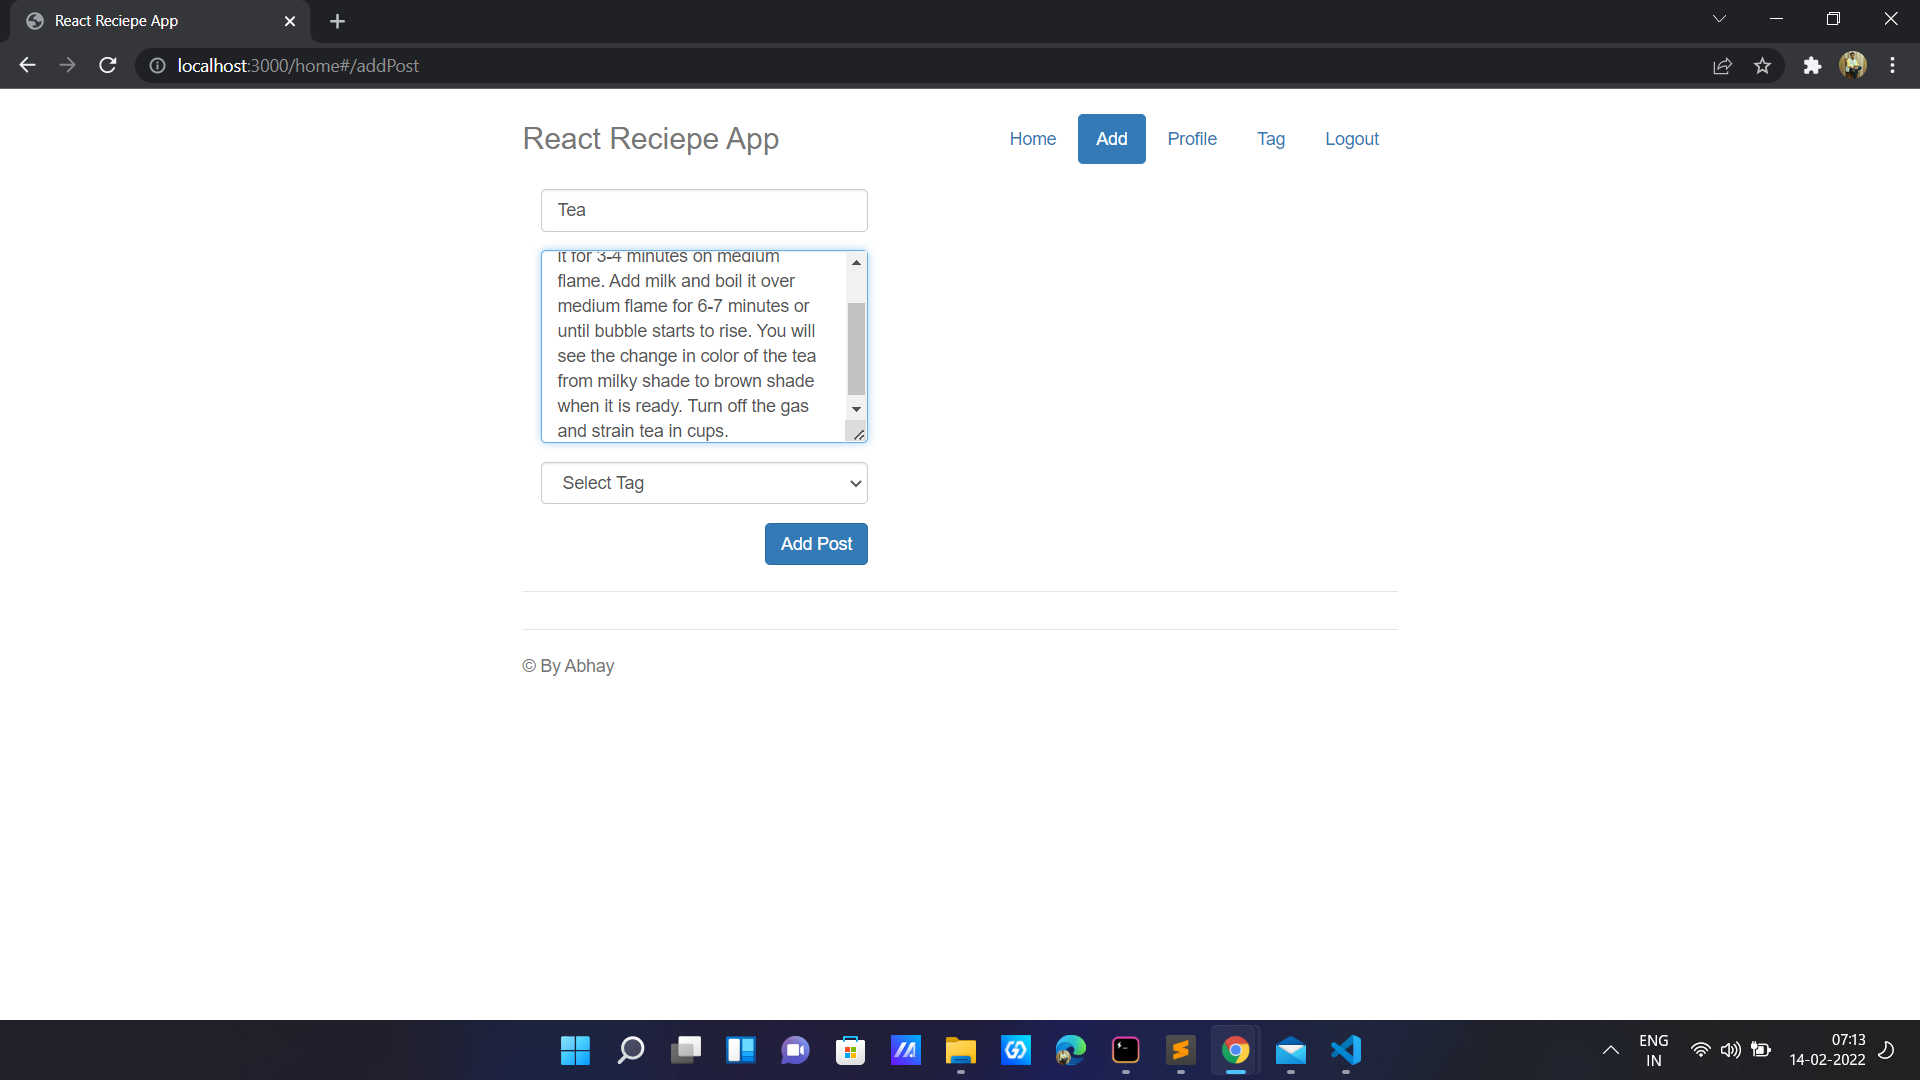 React Reciepe App
localhost:3000/home#/addPost
React Reciepe App
Home Add Profile Tag Logout
Tea
it for 3-4 minutes on medium
flame. Add milk and boil it over
medium flame for 6-7 minutes or
until bubble starts to rise. You will
see the change in color of the tea
from milky shade to brown shade
when it is ready. Turn off the gas
and strain tea in cups.
Select Tag
Add Post
© By Abhay
ENG
IN
07:13
14-02-2022